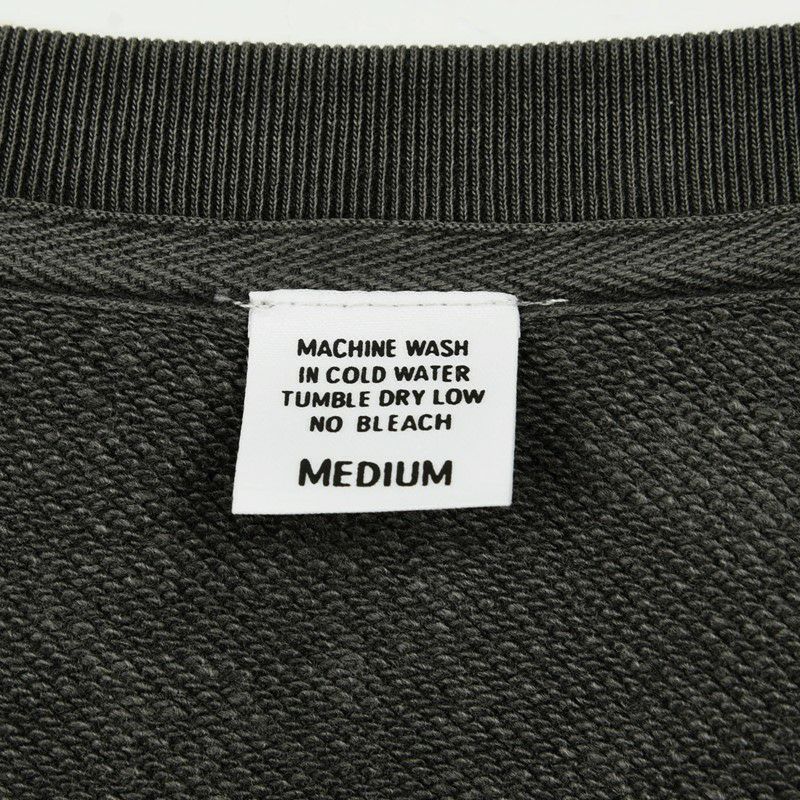 MACHINE WASH
IN COLD WATER
TUMBLE DRY LOW
NO BLEACH
MEDIUM